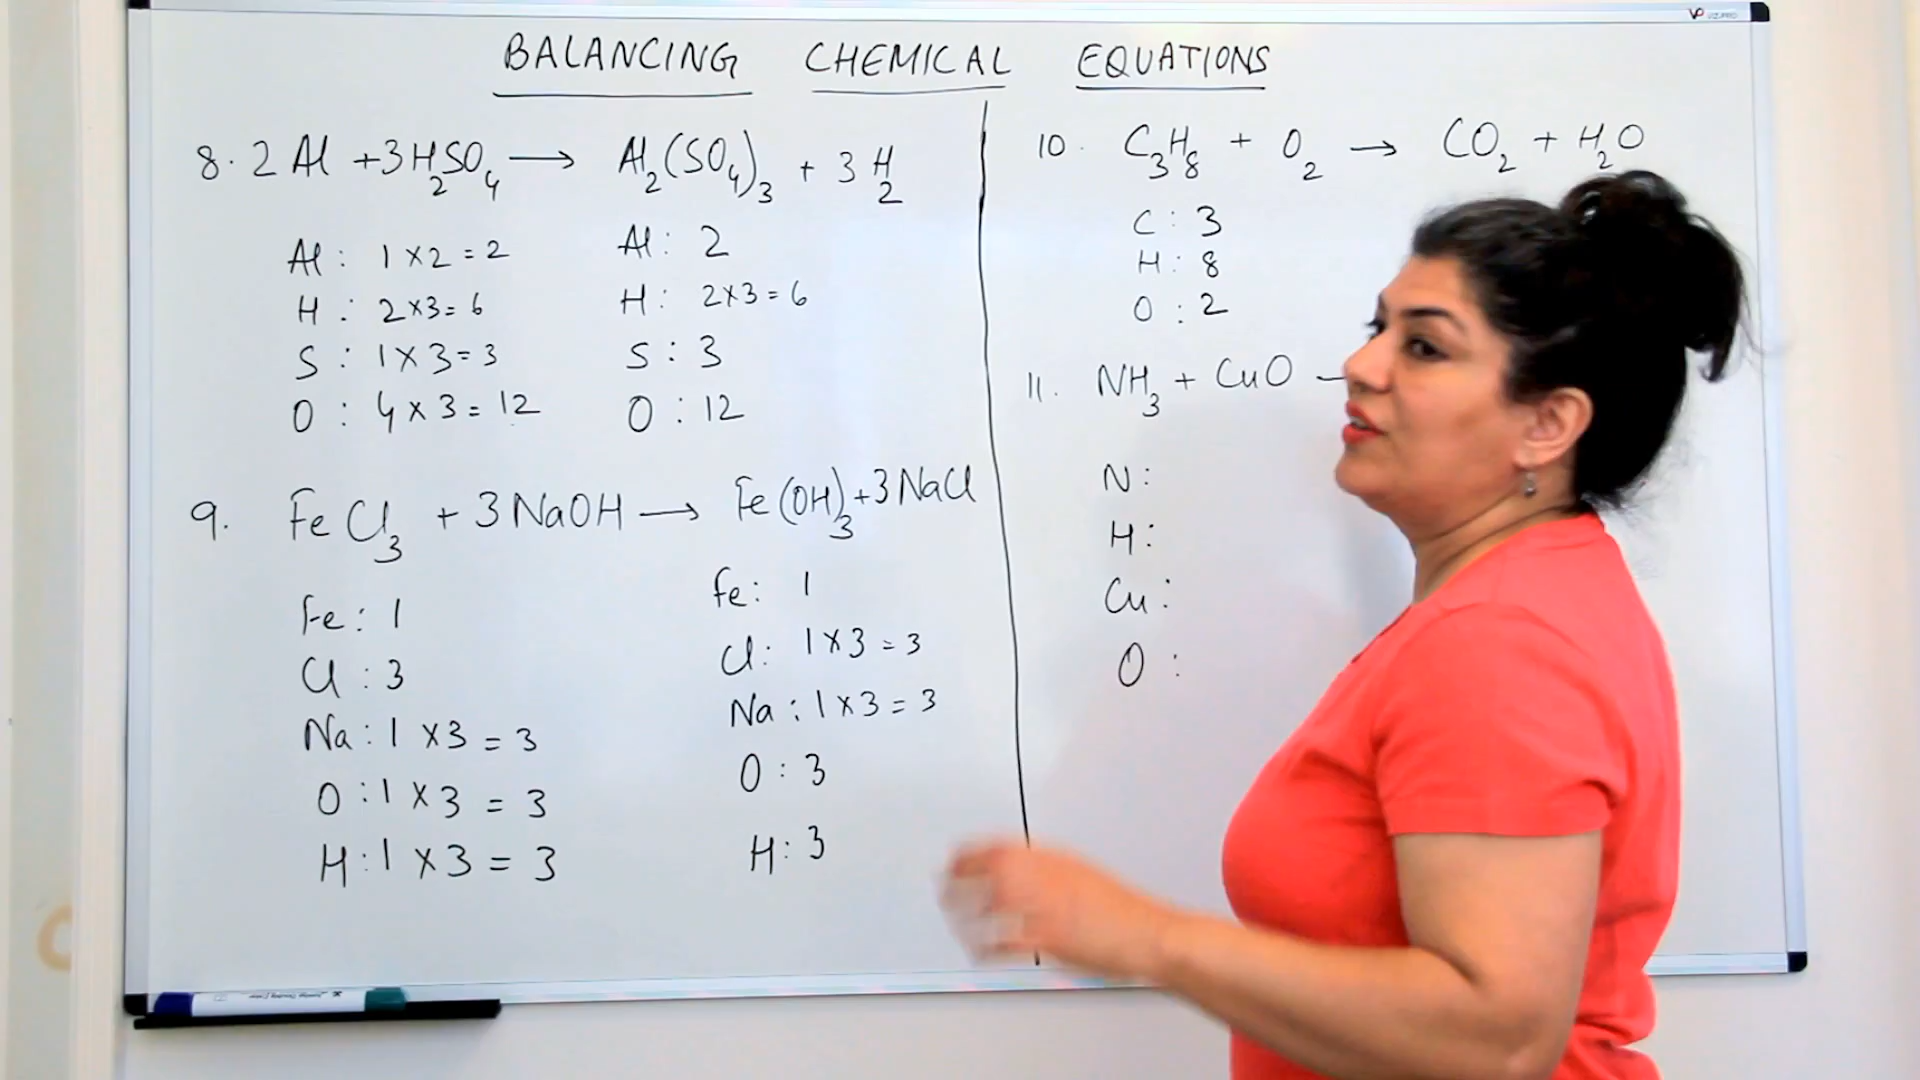 VIZ-PRO
BALANCING CHEMICAL EQUATIONS
8. 2 Al + 3 H2SO4 → Al2(SO4)3 + 3 H2
Al: 1 x 2 = 2 Al: 2
H: 2 x 3 = 6 H: 2 x 3 = 6
S: 1 x 3 = 3 S: 3
O: 4 x 3 = 12 O: 12
9. FeCl3 + 3 NaOH → Fe(OH)3 + 3 NaCl
Fe: 1 Fe: 1
Cl: 3 Cl: 1 x 3 = 3
Na: 1 x 3 = 3 Na: 1 x 3 = 3
O: 1 x 3 = 3 O: 3
H: 1 x 3 = 3 H: 3
10. C3H8 + O2 → CO2 + H2O
C: 3
H: 8
O: 2
11. NH3 + CuO
N:
H:
Cu:
O: